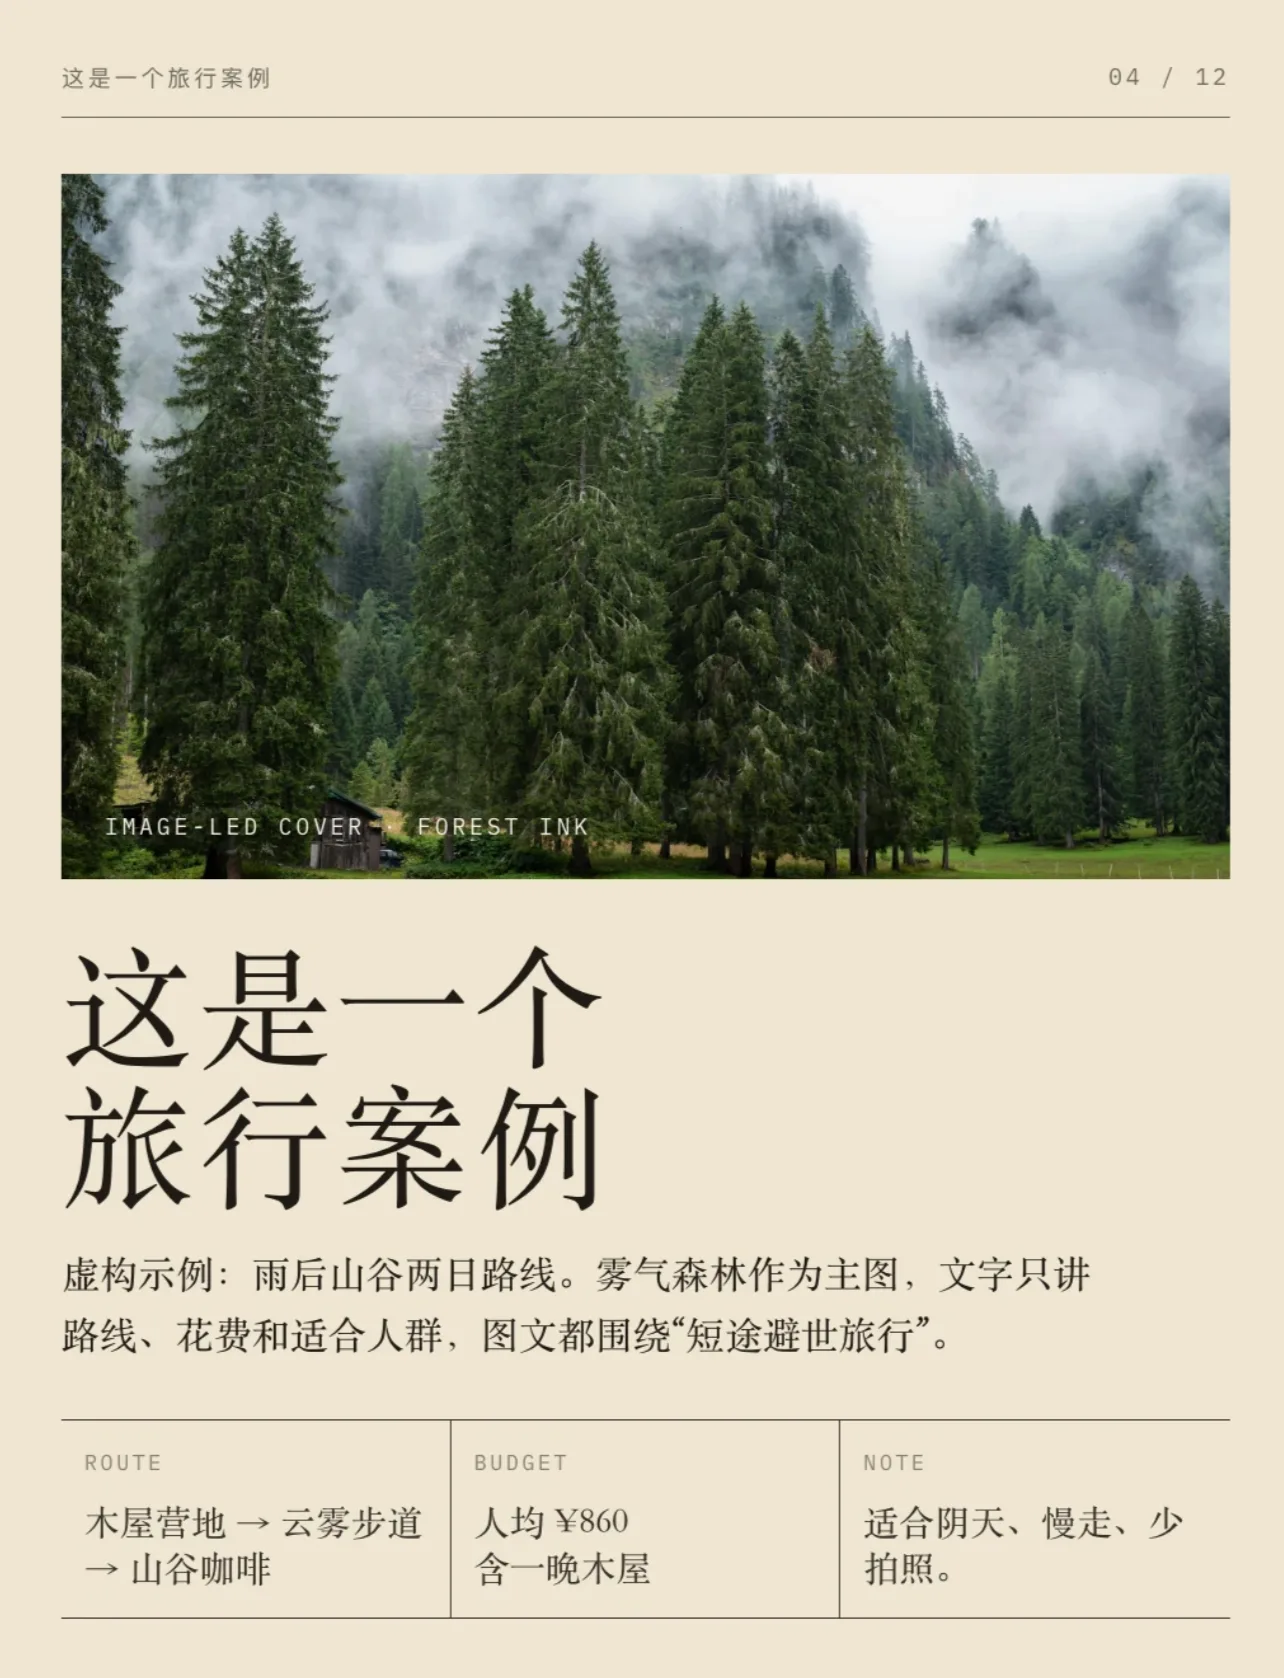 这是一个旅行案例
04 / 12
IMAGE-LED COVER · FOREST INK
这是一个
旅行案例
虚构示例：雨后山谷两日路线。雾气森林作为主图，文字只讲
路线、花费和适合人群，图文都围绕“短途避世旅行”。
ROUTE
木屋营地 → 云雾步道
→ 山谷咖啡
BUDGET
人均 ¥860
含一晚木屋
NOTE
适合阴天、慢走、少
拍照。